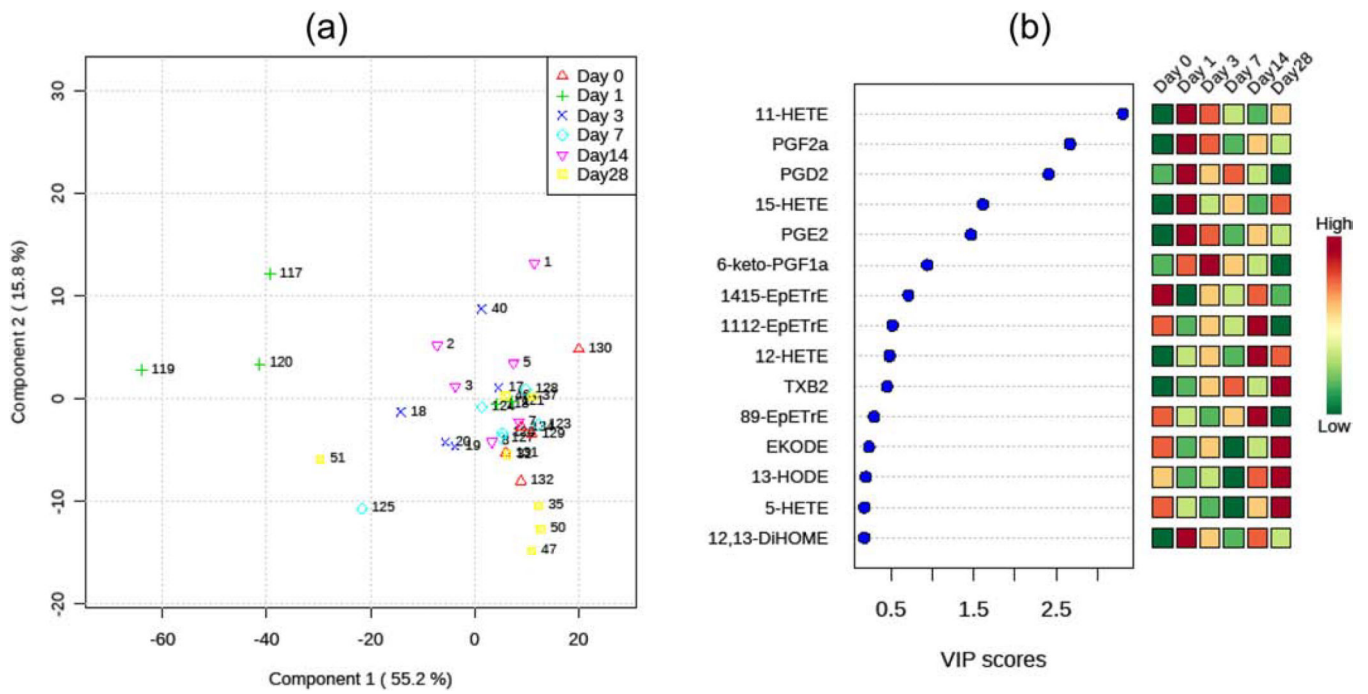 (a)
(b)
Component 2 ( 15.8 %)
30
20
10
0
-10
-20
-60
-40
-20
0
20
Component 1 ( 55.2 %)
Day 0
Day 1
Day 3
Day 7
Day14
Day28
117
119
120
1
40
2
130
5
3
17
128
37
124
121
18
7
123
129
20
19
3
127
51
132
125
35
50
47
Day 0
Day 1
Day 3
Day 7
Day14
Day28
11-HETE
PGF2a
PGD2
15-HETE
PGE2
6-keto-PGF1a
1415-EpETrE
1112-EpETrE
12-HETE
TXB2
89-EpETrE
EKODE
13-HODE
5-HETE
12,13-DiHOME
0.5
1.5
2.5
VIP scores
High
Low